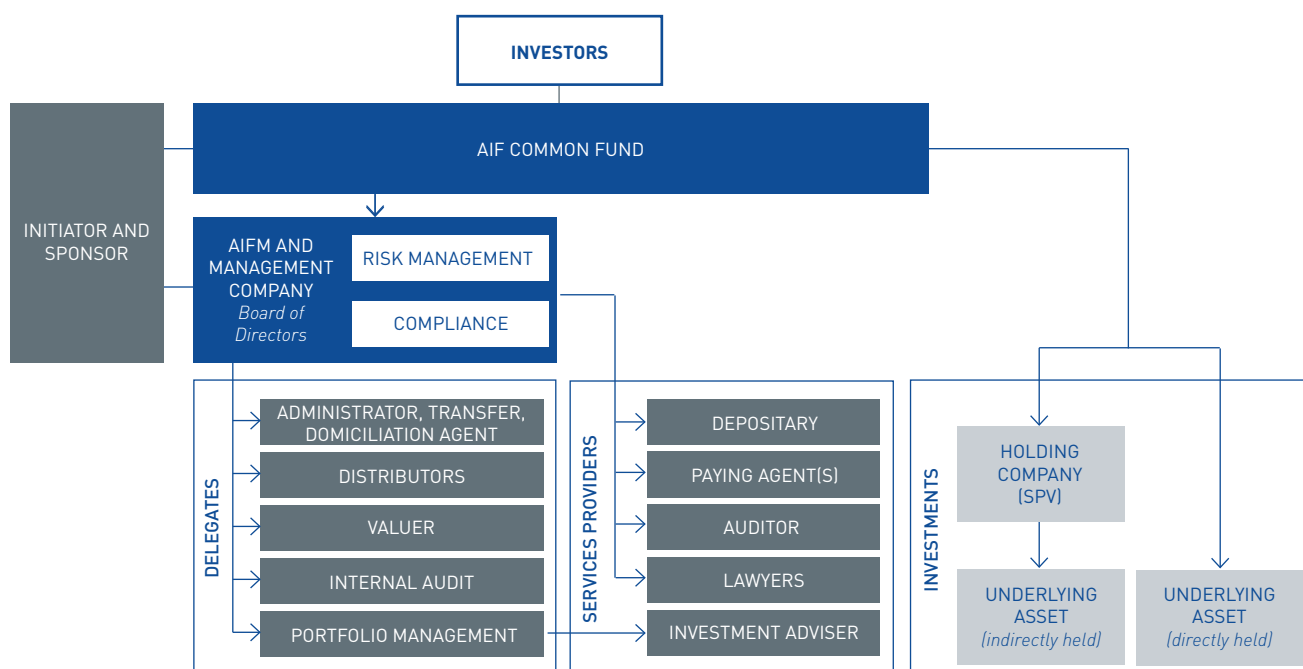 INVESTORS
AIF COMMON FUND
INITIATOR AND
SPONSOR
AIFM AND
MANAGEMENT
COMPANY
Board of
Directors
RISK MANAGEMENT
COMPLIANCE
DELEGATES
ADMINISTRATOR, TRANSFER,
DOMICILIATION AGENT
DISTRIBUTORS
VALUER
INTERNAL AUDIT
PORTFOLIO MANAGEMENT
SERVICES PROVIDERS
DEPOSITARY
PAYING AGENT(S)
AUDITOR
LAWYERS
INVESTMENT ADVISER
INVESTMENTS
HOLDING
COMPANY
(SPV)
UNDERLYING
ASSET
(indirectly held)
UNDERLYING
ASSET
(directly held)